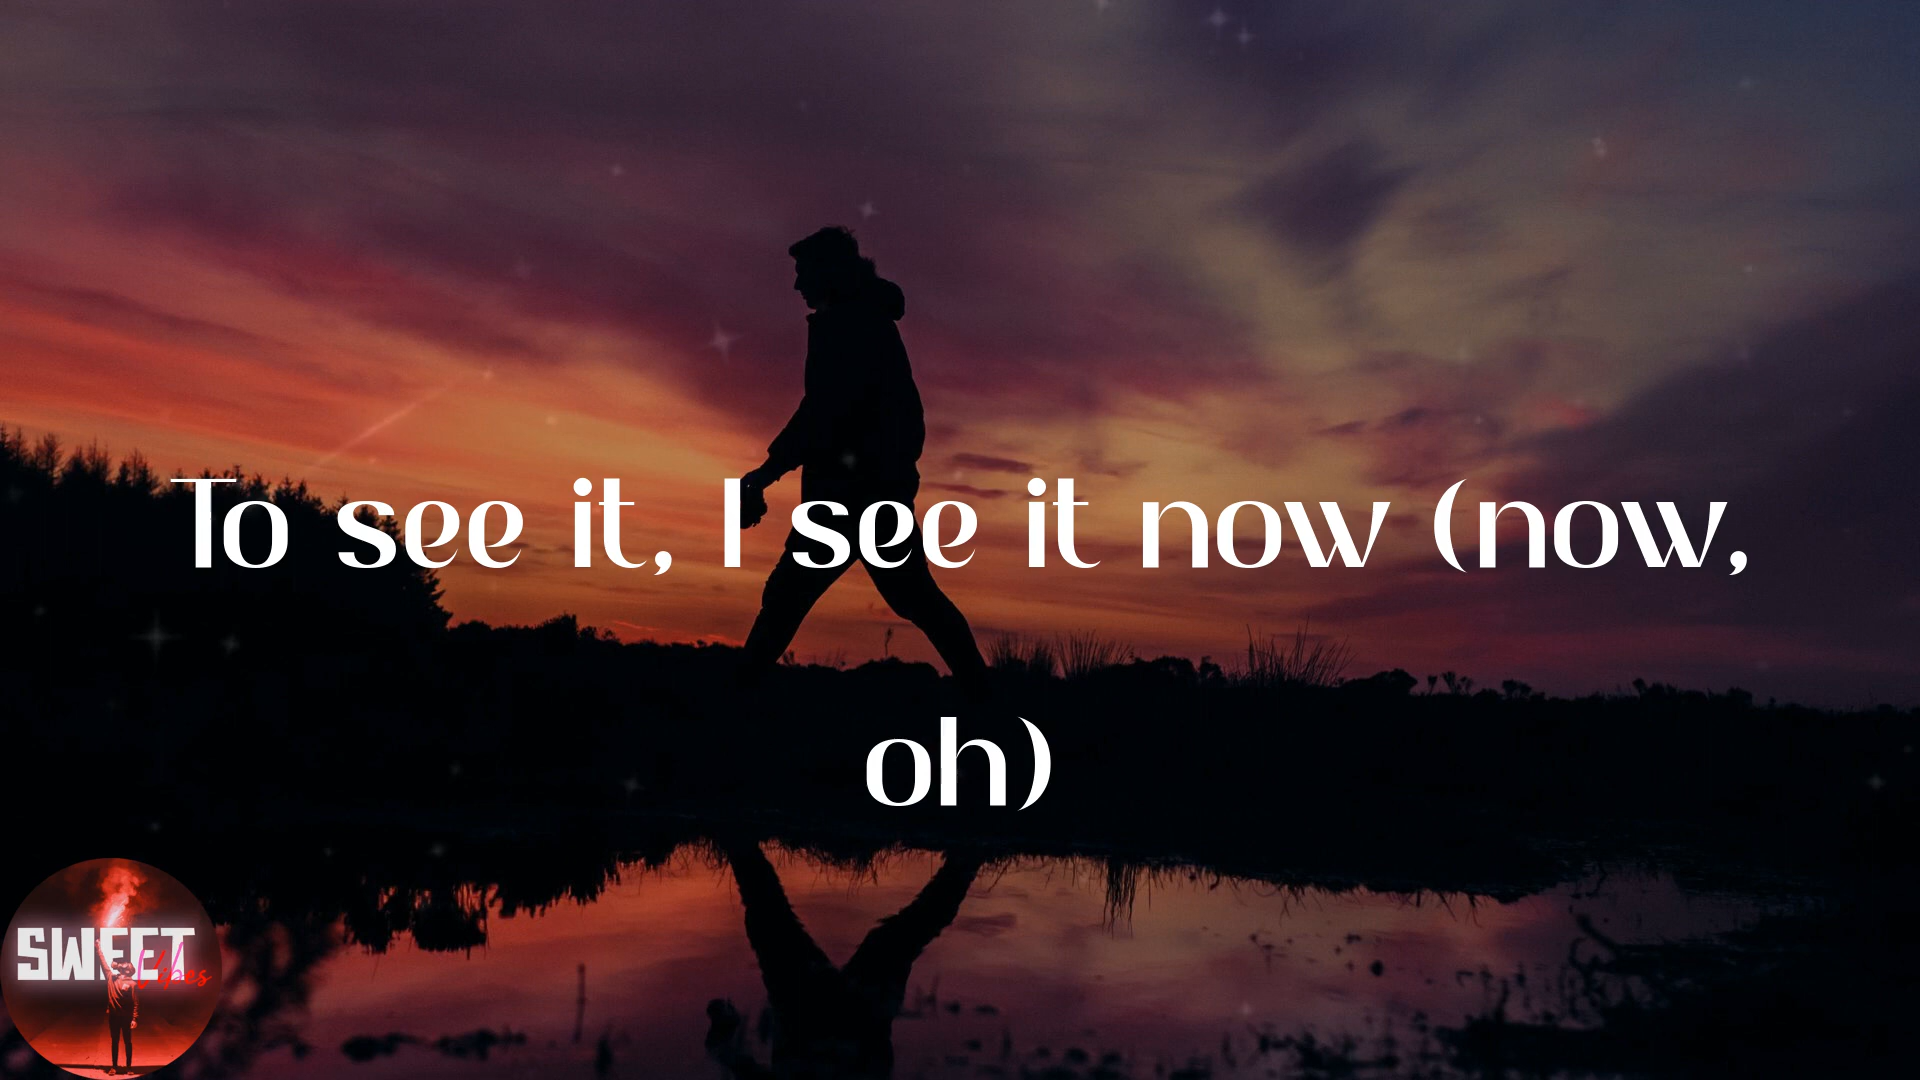 To see it, I see it now (now,
oh)
SWEET
Vibes